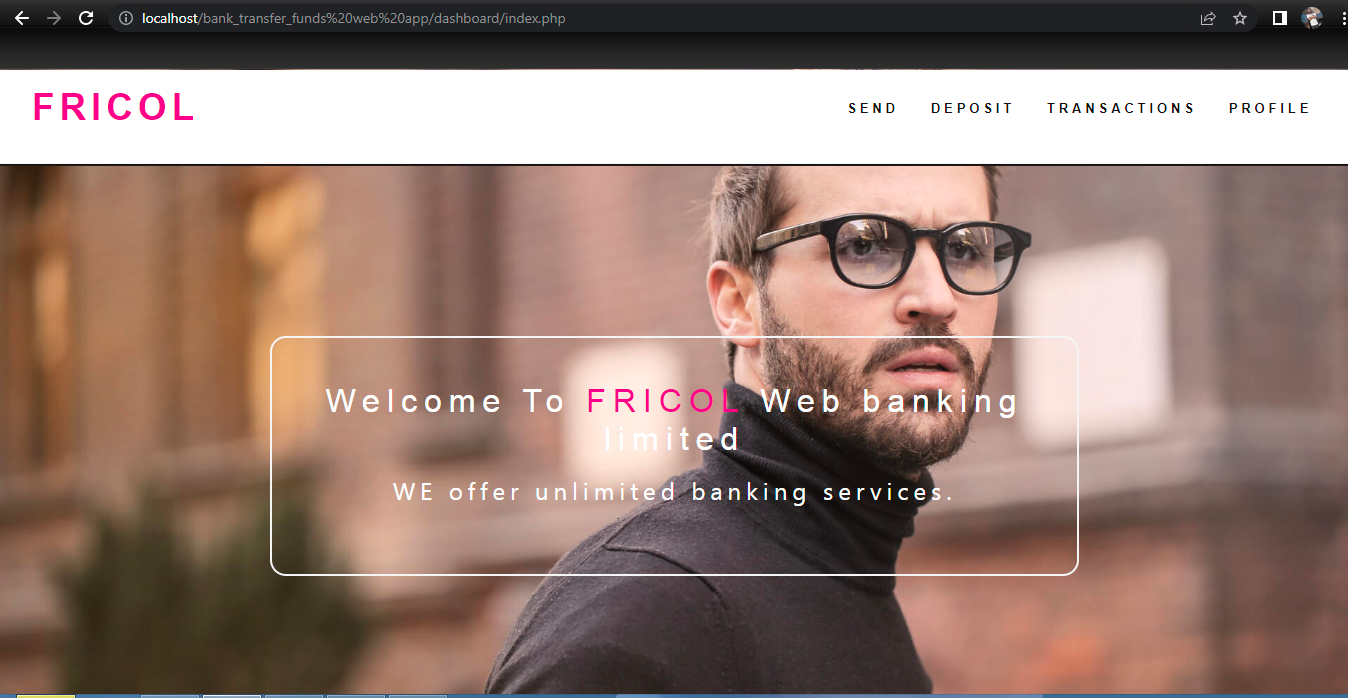 localhost/bank_transfer_funds%20web%20app/dashboard/index.php
FRICOL
SEND DEPOSIT TRANSACTIONS PROFILE
Welcome To FRICOL Web banking
limited
WE offer unlimited banking services.